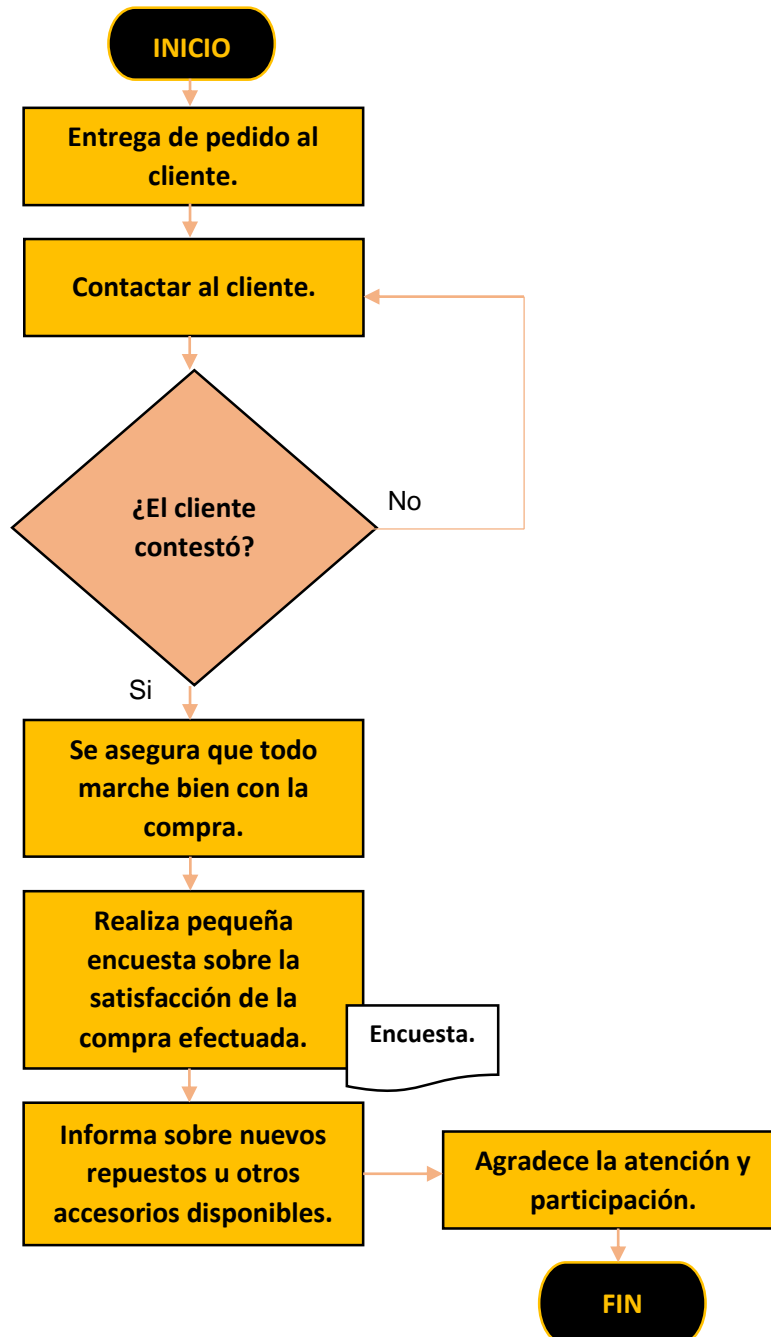 INICIO
Entrega de pedido al
cliente.
Contactar al cliente.
¿El cliente
contestó?
No
Si
Se asegura que todo
marche bien con la
compra.
Realiza pequeña
encuesta sobre la
satisfacción de la
compra efectuada.
Encuesta.
Informa sobre nuevos
repuestos u otros
accesorios disponibles.
Agradece la atención y
participación.
FIN